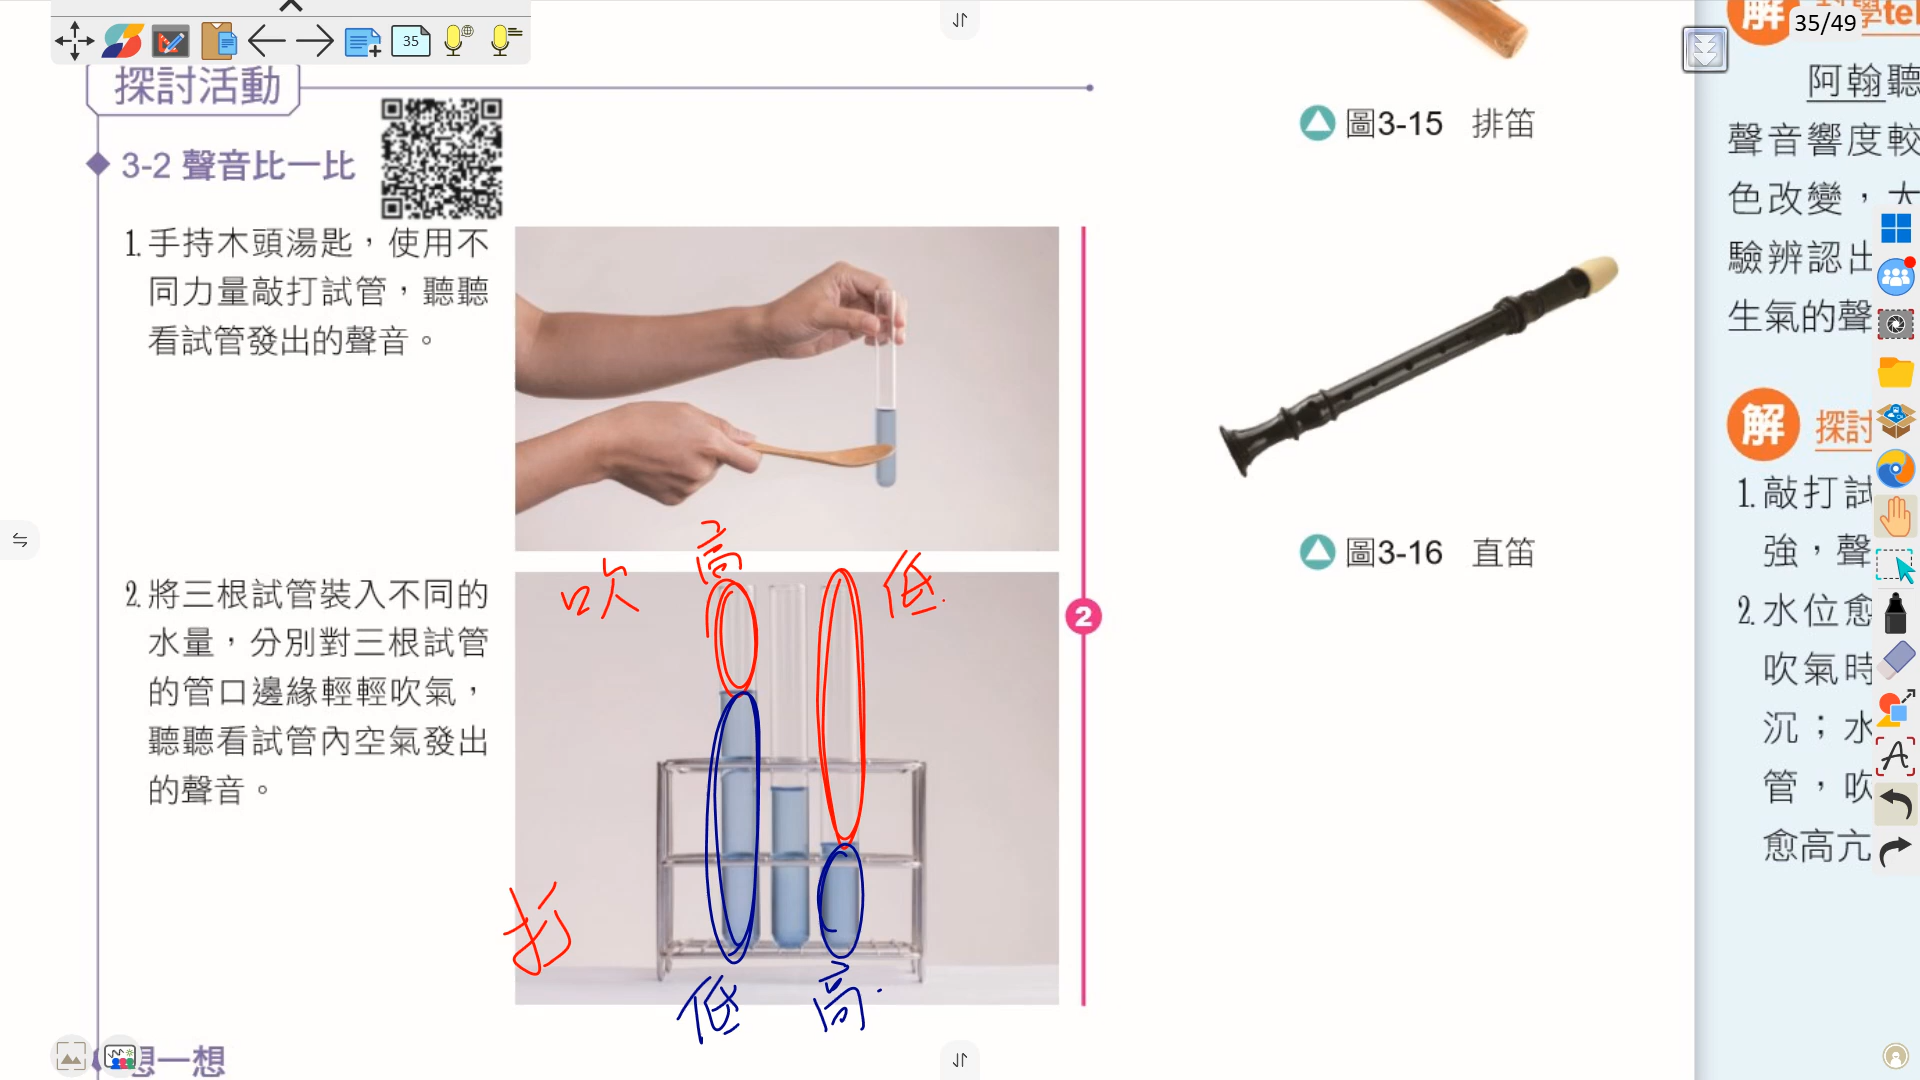 35
35/49
探討活動
3-2 聲音比一比
1. 手持木頭湯匙，使用不
同力量敲打試管，聽聽
看試管發出的聲音。
2. 將三根試管裝入不同的
水量，分別對三根試管
的管口邊緣輕輕吹氣，
聽聽看試管內空氣發出
的聲音。
吹
高
低
打
低
高
2
想一想
圖3-15 排笛
圖3-16 直笛
解
學tel
阿翰聽
聲音響度較
色改變，
驗辨認出
生氣的聲
解 探討
1. 敲打試
強，聲
2. 水位愈
吹氣時
沉；水
管，吹
愈高亢